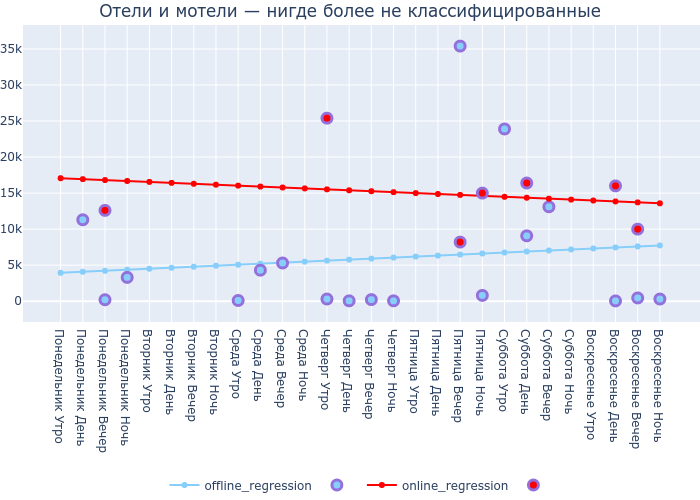 Отели и мотели — нигде более не классифицированные
35k
30k
25k
20k
15k
10k
5k
0
Понедельник Утро
Понедельник День
Понедельник Вечер
Понедельник Ночь
Вторник Утро
Вторник День
Вторник Вечер
Вторник Ночь
Среда Утро
Среда День
Среда Вечер
Среда Ночь
Четверг Утро
Четверг День
Четверг Вечер
Четверг Ночь
Пятница Утро
Пятница День
Пятница Вечер
Пятница Ночь
Суббота Утро
Суббота День
Суббота Вечер
Суббота Ночь
Воскресенье Утро
Воскресенье День
Воскресенье Вечер
Воскресенье Ночь
offline_regression online_regression